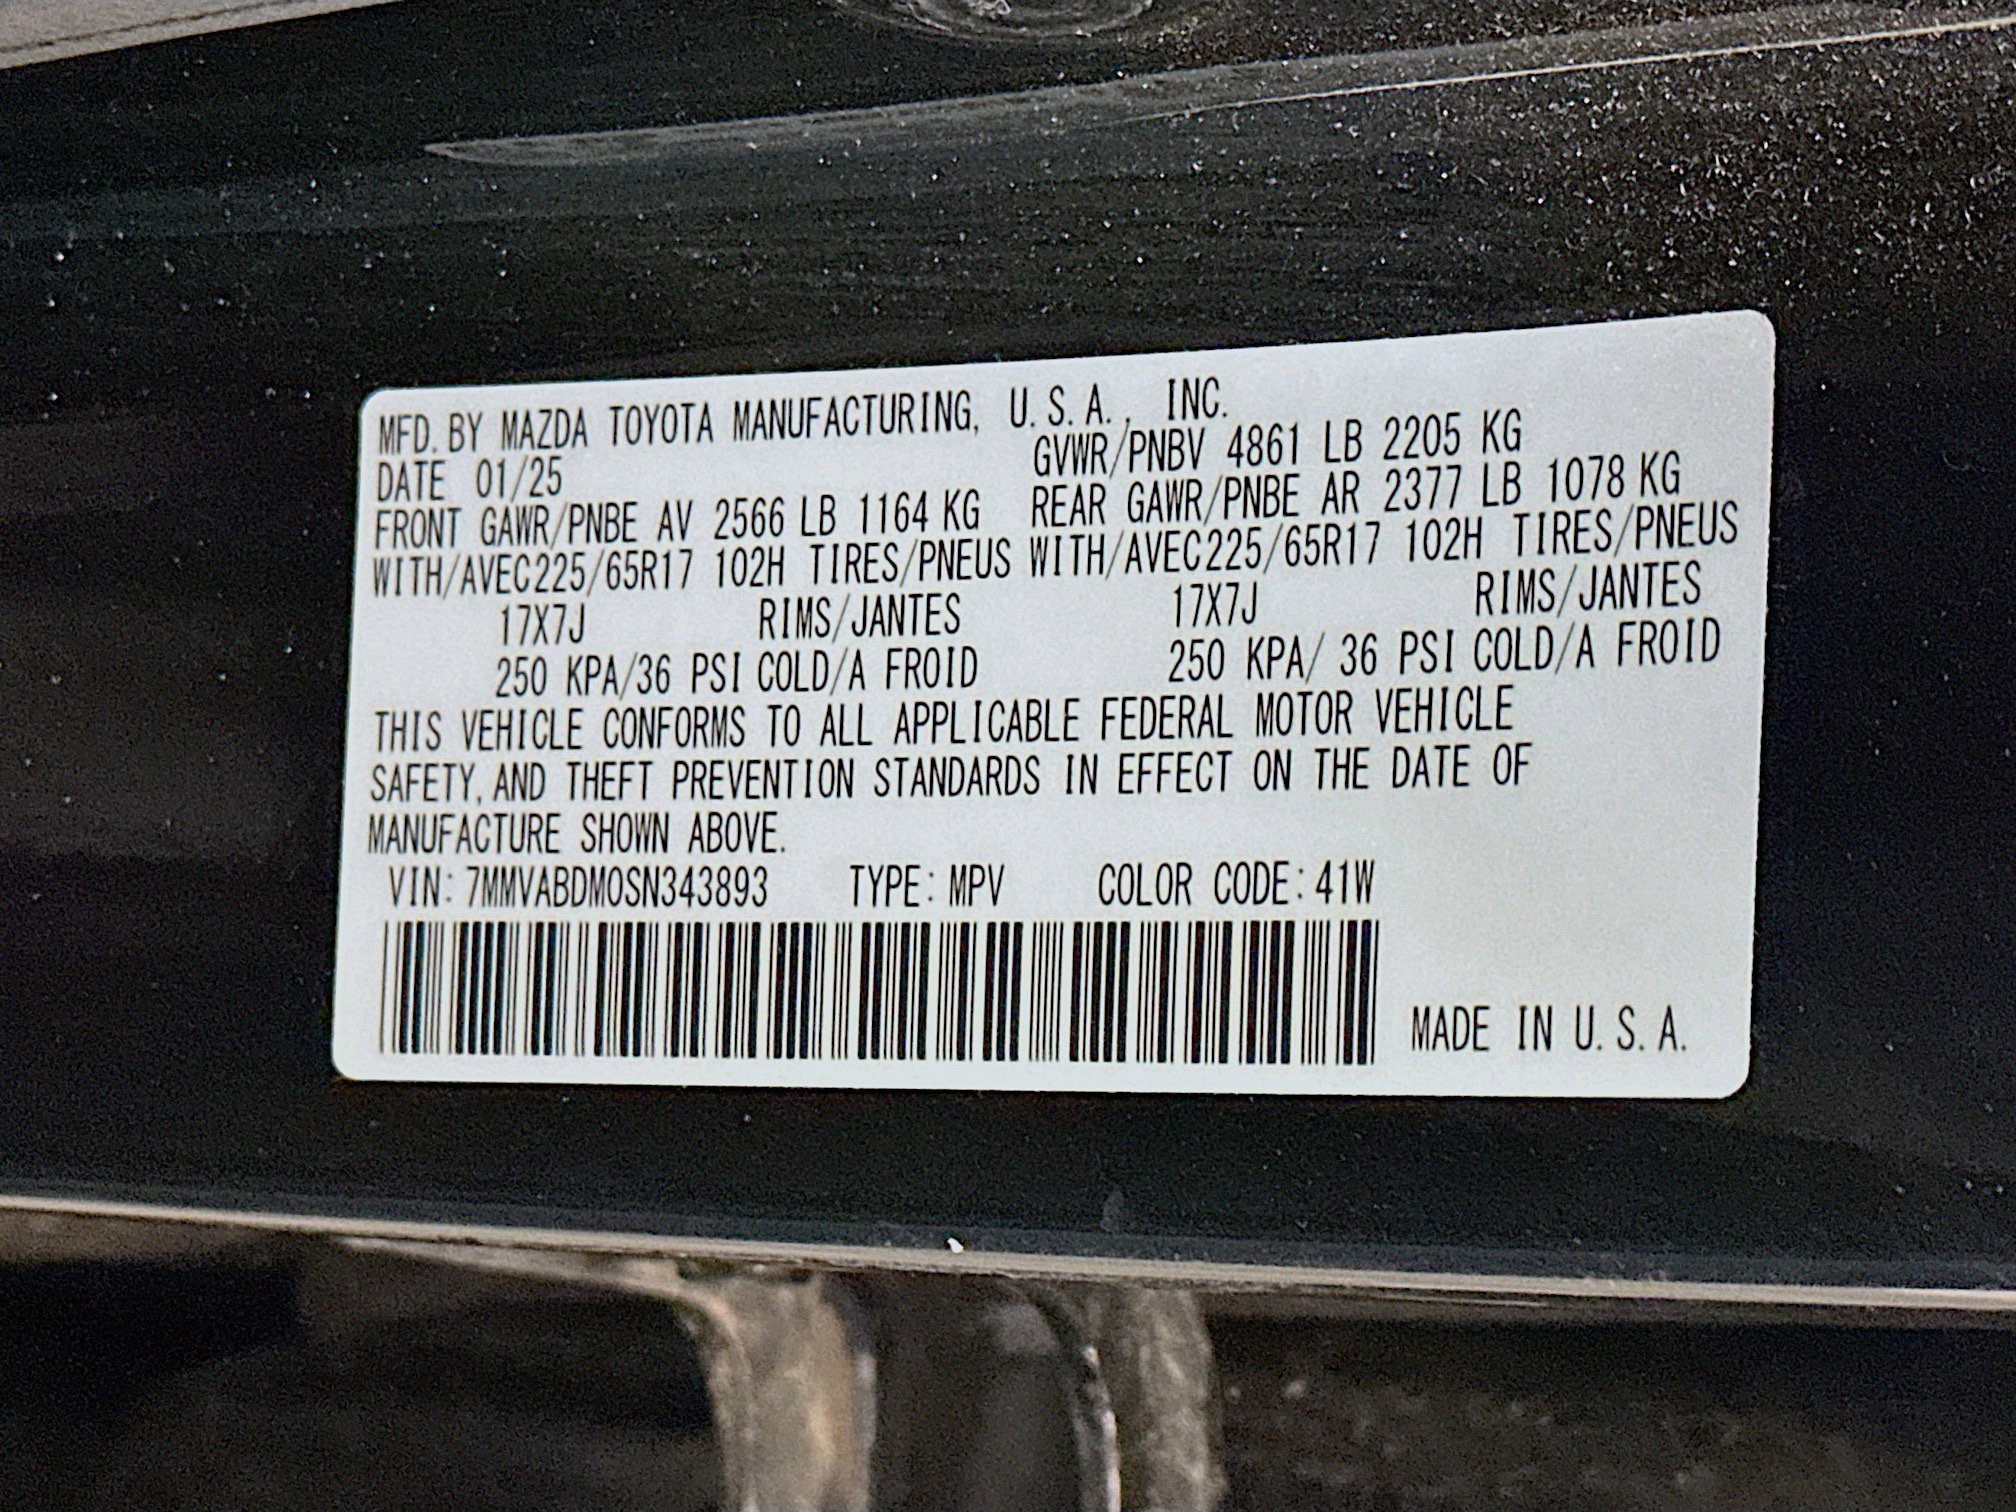 MFD. BY MAZDA TOYOTA MANUFACTURING, U.S.A., INC.
DATE 01/25 GVWR/PNBV 4861 LB 2205 KG
FRONT GAWR/PNBE AV 2566 LB 1164 KG REAR GAWR/PNBE AR 2377 LB 1078 KG
WITH/AVEC225/65R17 102H TIRES/PNEUS WITH/AVEC225/65R17 102H TIRES/PNEUS
17X7J RIMS/JANTES 17X7J RIMS/JANTES
250 KPA/36 PSI COLD/A FROID 250 KPA/ 36 PSI COLD/A FROID
THIS VEHICLE CONFORMS TO ALL APPLICABLE FEDERAL MOTOR VEHICLE
SAFETY, AND THEFT PREVENTION STANDARDS IN EFFECT ON THE DATE OF
MANUFACTURE SHOWN ABOVE.
VIN: 7MMVABDM0SN343893 TYPE: MPV COLOR CODE: 41W
MADE IN U.S.A.